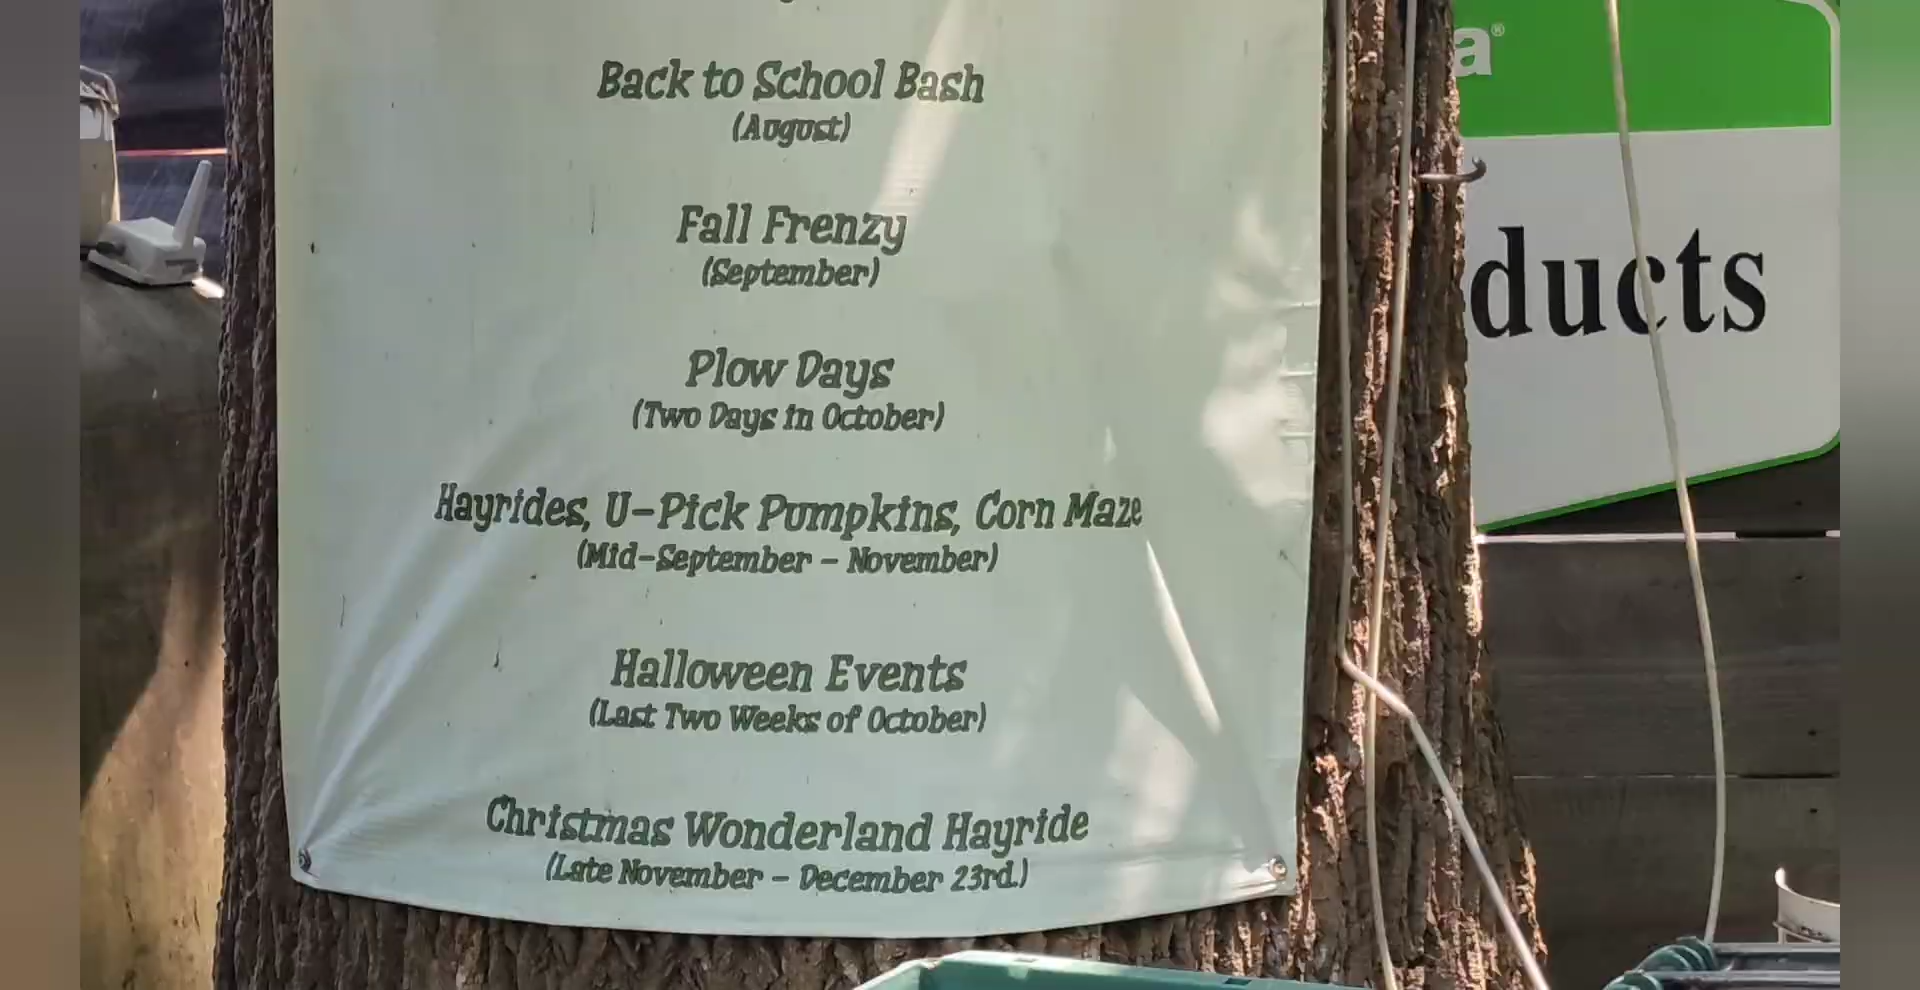 Back to School Bash
(August)
Fall Frenzy
(September)
Plow Days
(Two Days in October)
Hayrides, U-Pick Pumpkins, Corn Maze
(Mid-September - November)
Halloween Events
(Last Two Weeks of October)
Christmas Wonderland Hayride
(Late November - December 23rd.)
a®
ducts